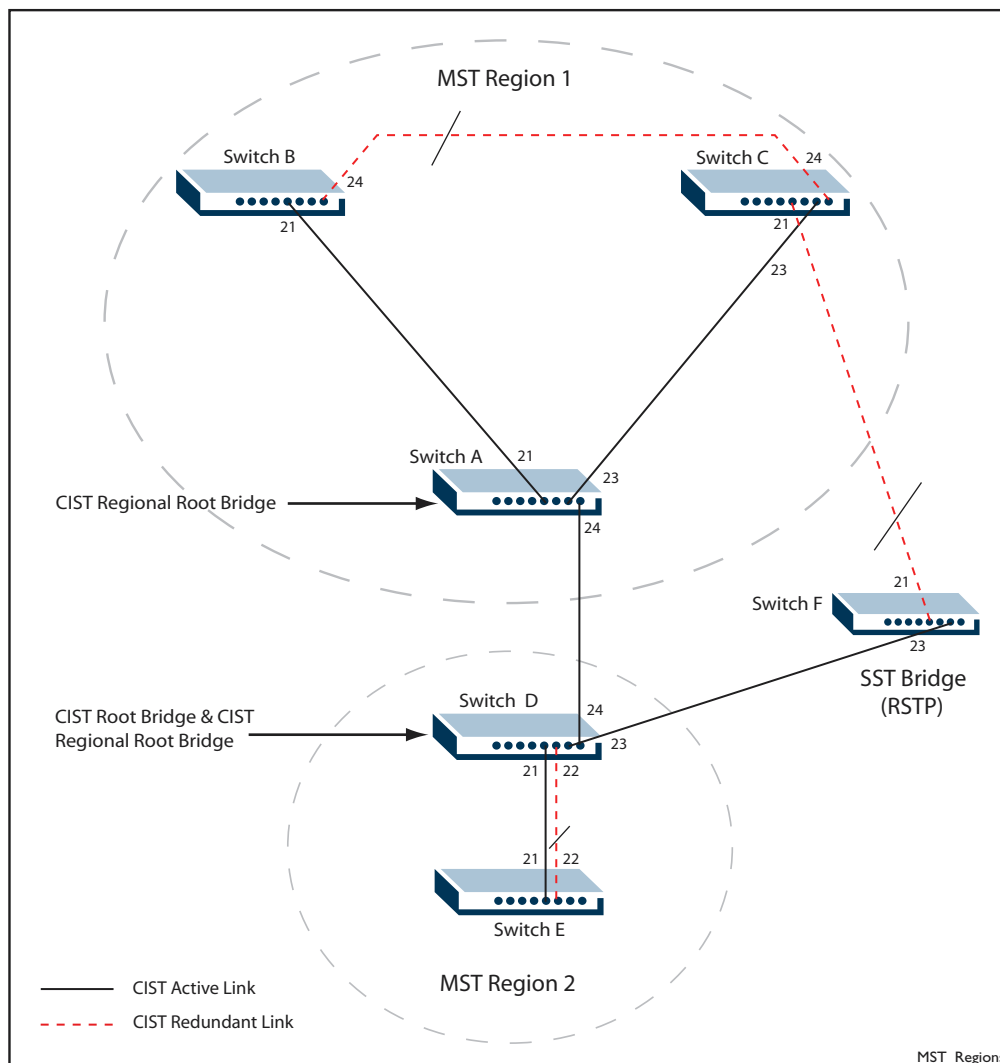 MST Region 1
Switch B
24
21
Switch C
24
21
23
Switch A
21
23
24
CIST Regional Root Bridge
Switch F
21
23
SST Bridge
(RSTP)
CIST Root Bridge & CIST
Regional Root Bridge
Switch D
24
23
21
22
21
22
Switch E
MST Region 2
CIST Active Link
CIST Redundant Link
MST_Regions